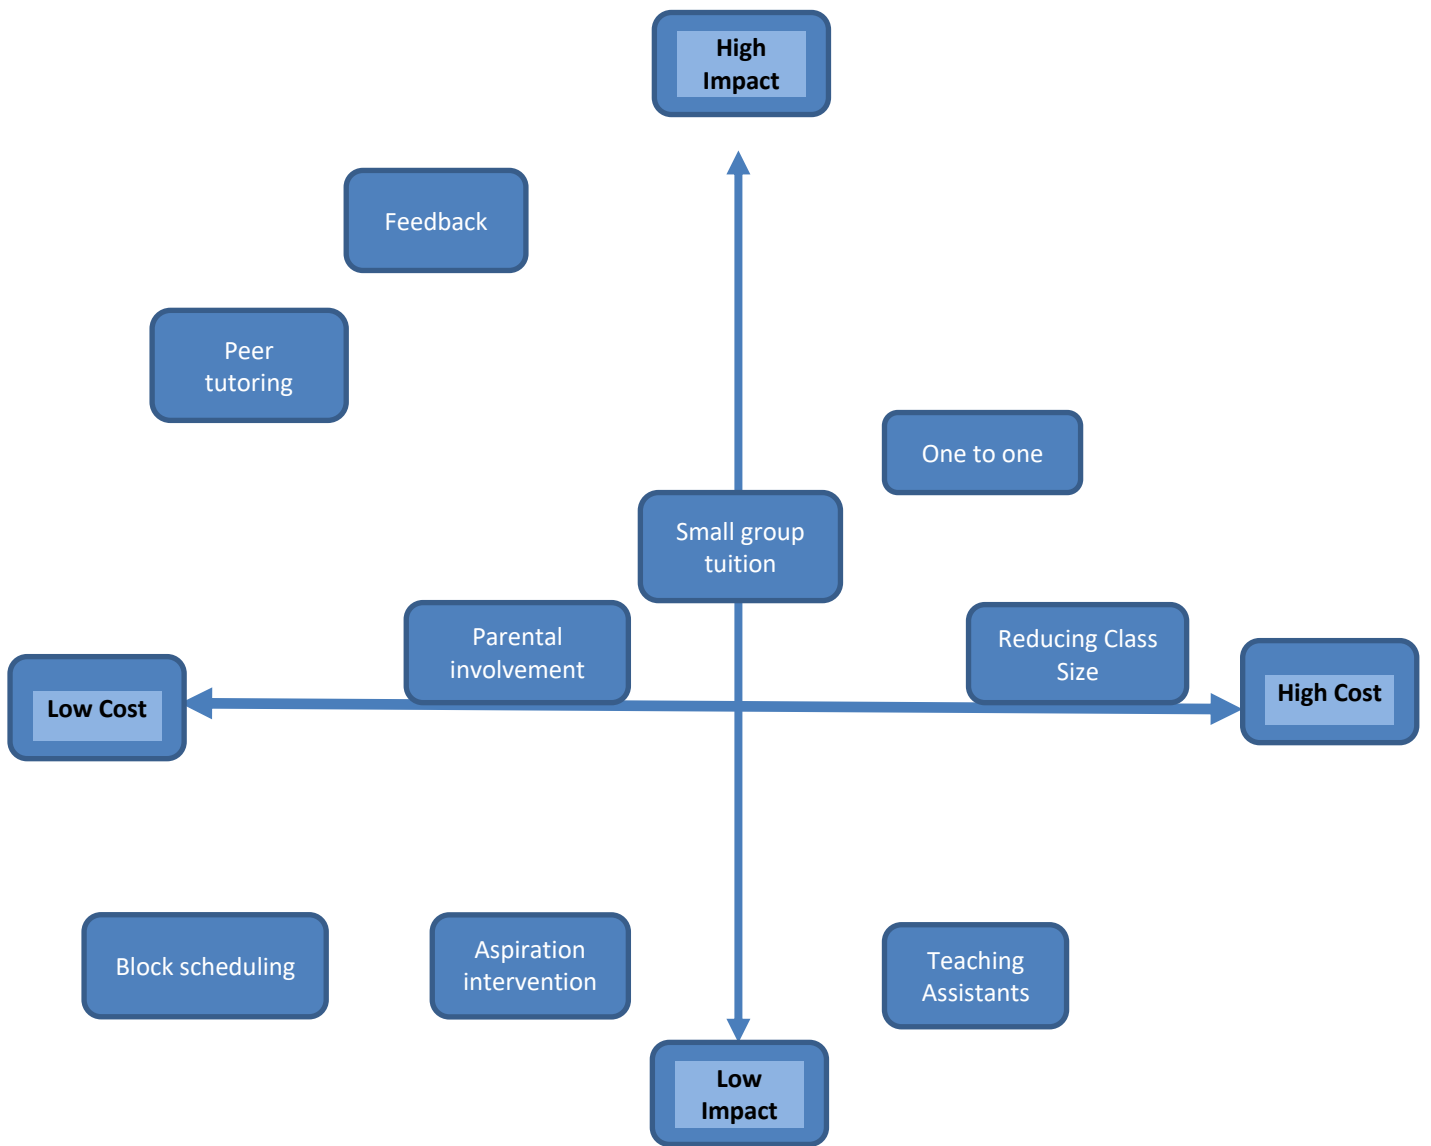 High
Impact
Feedback
Peer
tutoring
One to one
Small group
tuition
Parental
involvement
Reducing Class
Size
Low Cost
High Cost
Block scheduling
Aspiration
intervention
Teaching
Assistants
Low
Impact